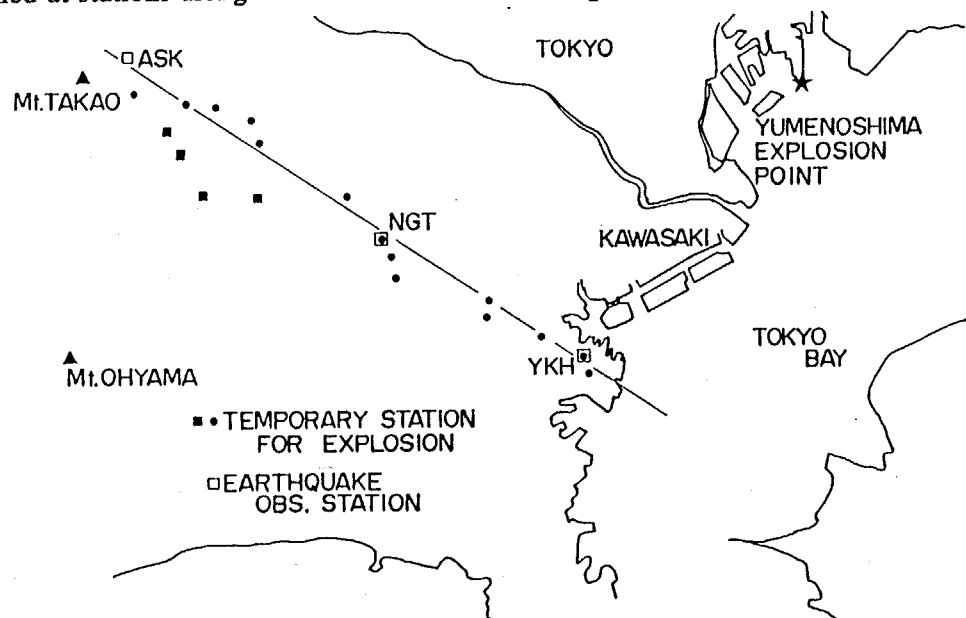 ASK
Mt.TAKAO
TOKYO
YUMENOSHIMA
EXPLOSION
POINT
NGT
KAWASAKI
TOKYO
BAY
YKH
Mt.OHYAMA
TEMPORARY STATION
FOR EXPLOSION
EARTHQUAKE
OBS. STATION